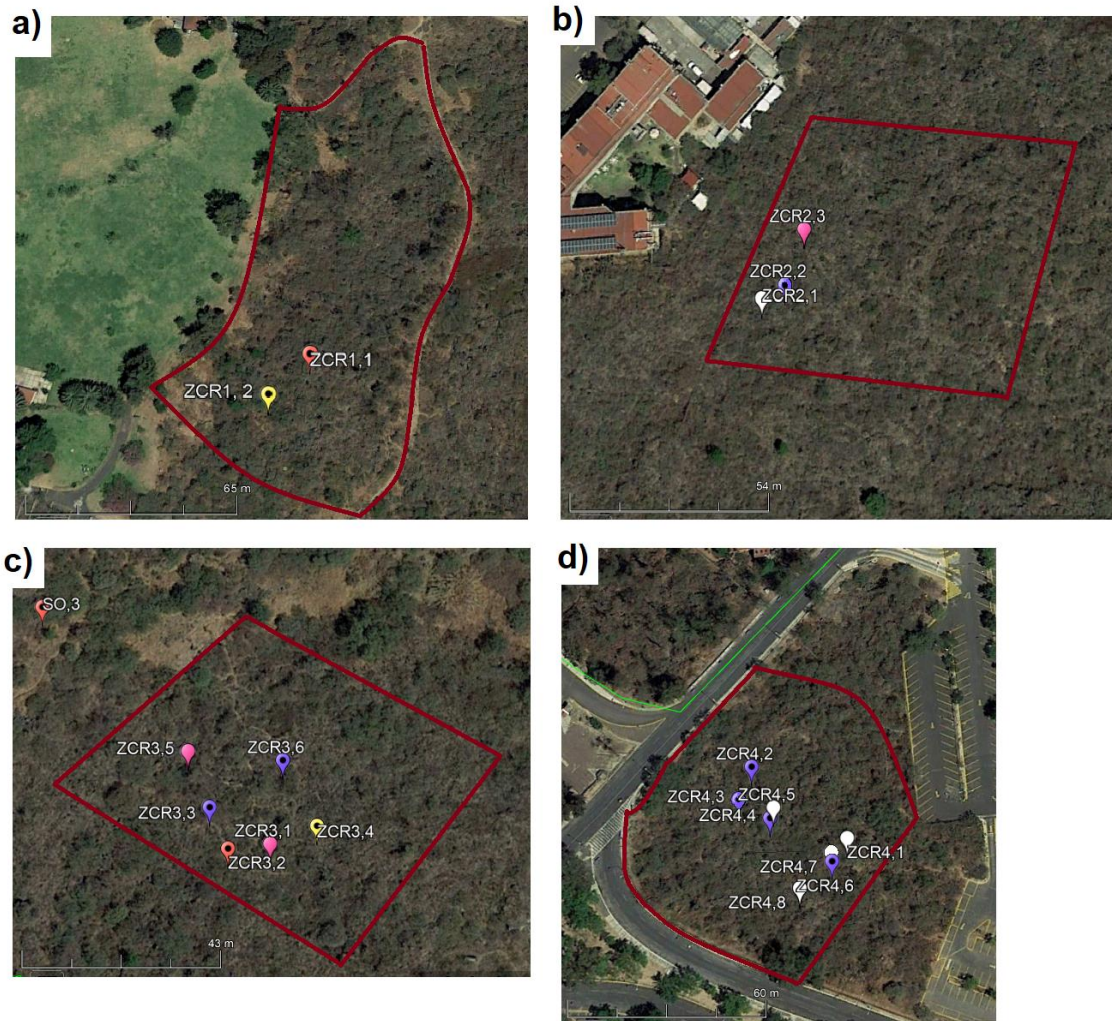 a)
ZCR1,1
ZCR1, 2
65 m
b)
ZCR2,3
ZCR2,2
ZCR2,1
54 m
c)
SO,3
ZCR3,5
ZCR3,6
ZCR3,3
ZCR3,1
ZCR3,4
ZCR3,2
43 m
d)
ZCR4,2
ZCR4,3
ZCR4,5
ZCR4,4
ZCR4,1
ZCR4,7
ZCR4,6
ZCR4,8
60 m